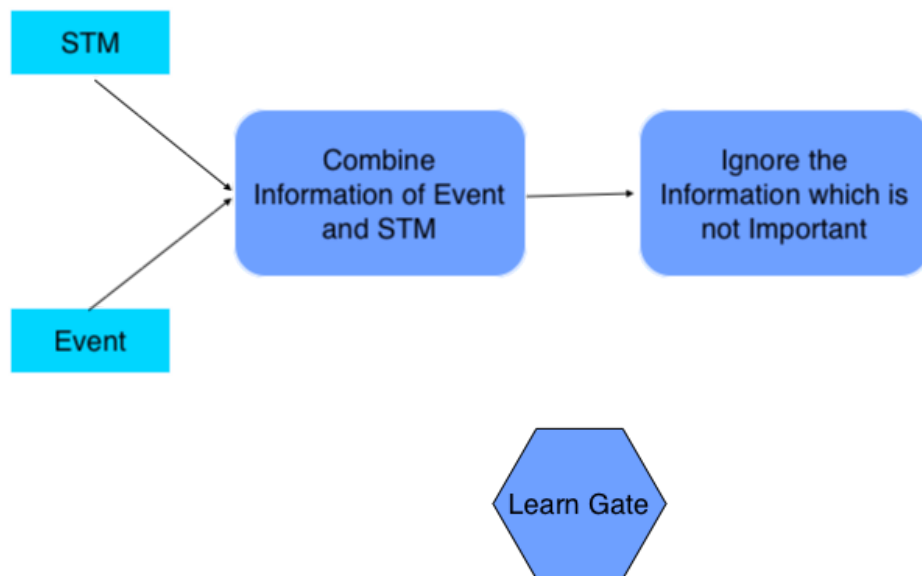 STM
Combine
Information of Event
and STM
Ignore the
Information which is
not Important
Event
Learn Gate